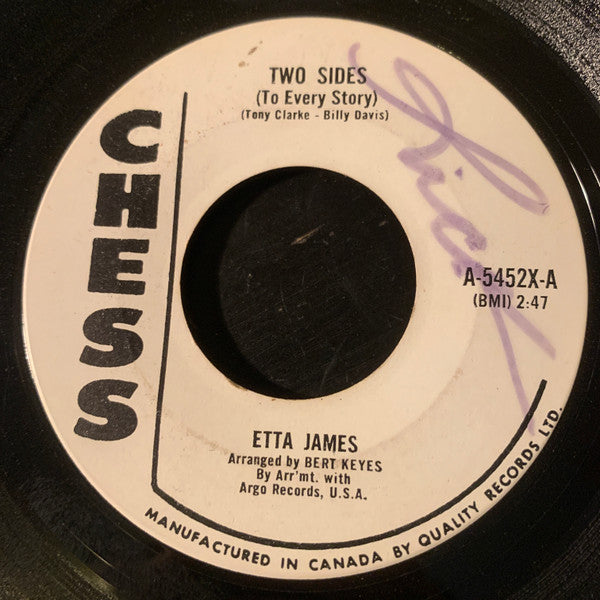 CHESS
TWO SIDES
(To Every Story)
(Tony Clarke - Billy Davis)
A-5452X-A
(BMI) 2:47
ETTA JAMES
Arranged by BERT KEYES
By Arr'mt. with
Argo Records, U.S.A.
MANUFACTURED IN CANADA BY QUALITY RECORDS LTD.